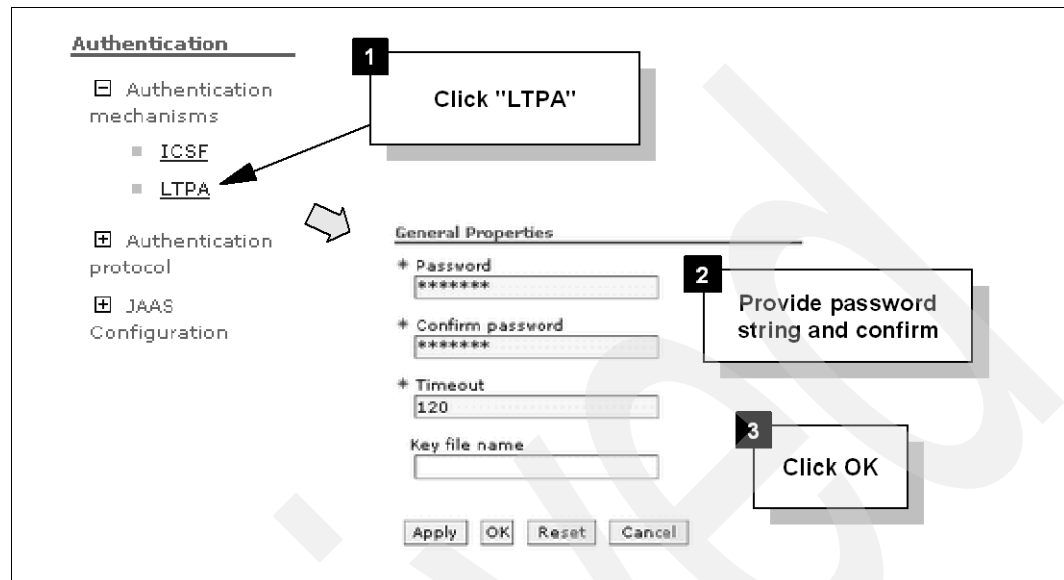 Authentication
1
Click "LTPA"
Authentication
mechanisms
ICSF
LTPA
Authentication
protocol
JAAS
Configuration
General Properties
* Password
*******
* Confirm password
*******
* Timeout
120
Key file name
Apply OK Reset Cancel
2
Provide password
string and confirm
3
Click OK